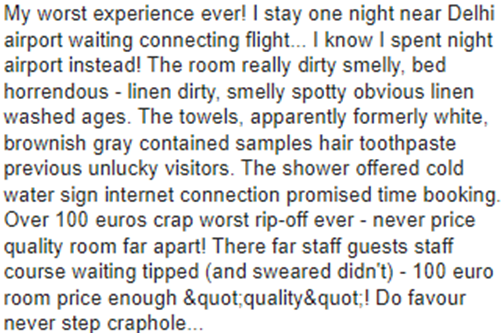 My worst experience ever! I stay one night near Delhi
airport waiting connecting flight... I know I spent night
airport instead! The room really dirty smelly, bed
horrendous - linen dirty, smelly spotty obvious linen
washed ages. The towels, apparently formerly white,
brownish gray contained samples hair toothpaste
previous unlucky visitors. The shower offered cold
water sign internet connection promised time booking.
Over 100 euros crap worst rip-off ever - never price
quality room far apart! There far staff guests staff
course waiting tipped (and sweared didn't) - 100 euro
room price enough &quot;quality&quot;! Do favour
never step craphole...